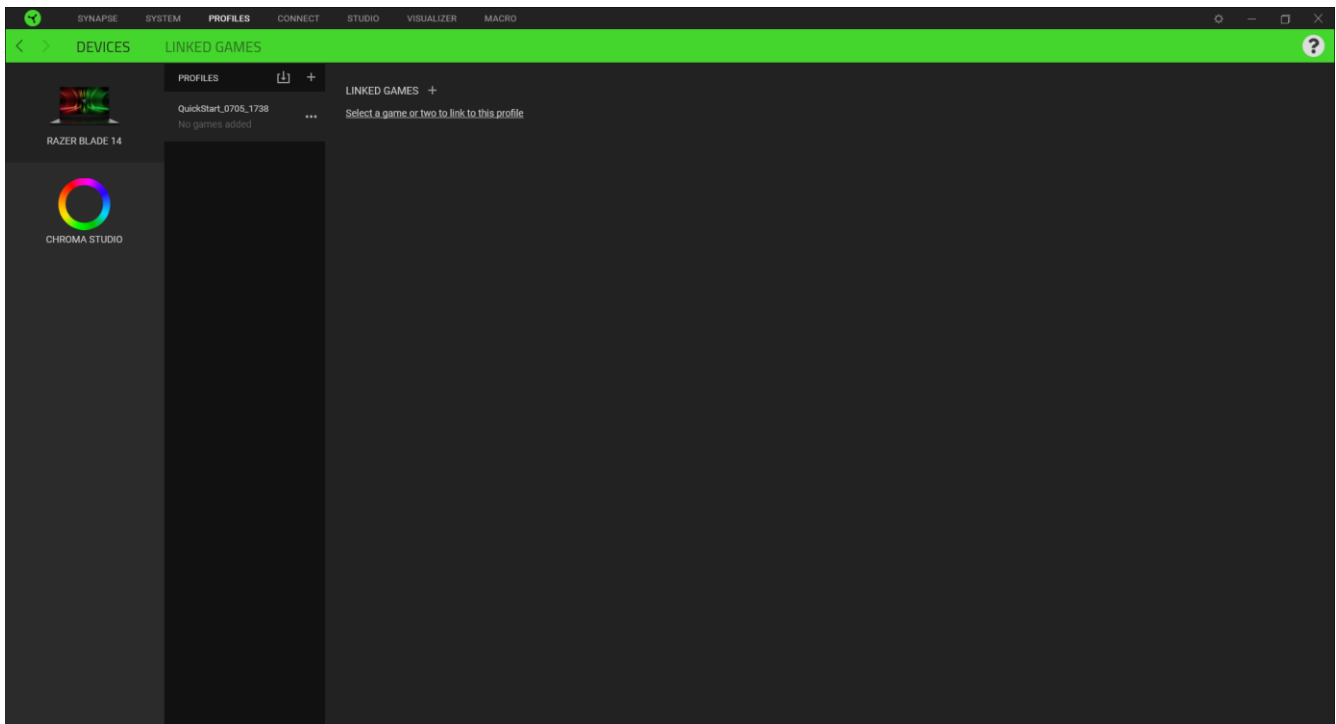 SYNAPSE SYSTEM PROFILES CONNECT STUDIO VISUALIZER MACRO
DEVICES LINKED GAMES ?
RAZER BLADE 14
CHROMA STUDIO
PROFILES
QuickStart_0705_1738
No games added
LINKED GAMES +
Select a game or two to link to this profile